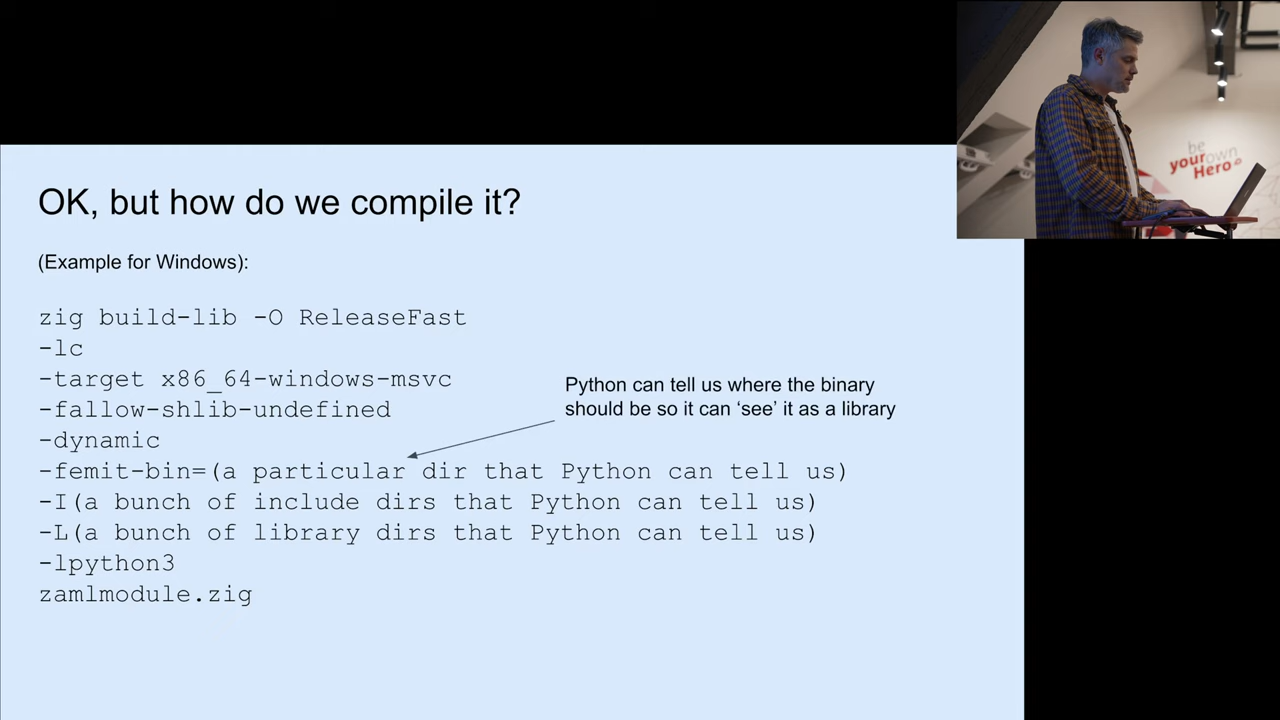 be
your own
Hero
OK, but how do we compile it?
(Example for Windows):
zig build-lib -O ReleaseFast
-lc
-target x86_64-windows-msvc
-fallow-shlib-undefined
-dynamic
Python can tell us where the binary
should be so it can ‘see’ it as a library
-femit-bin=(a particular dir that Python can tell us)
-I(a bunch of include dirs that Python can tell us)
-L(a bunch of library dirs that Python can tell us)
-lpython3
zamlmodule.zig